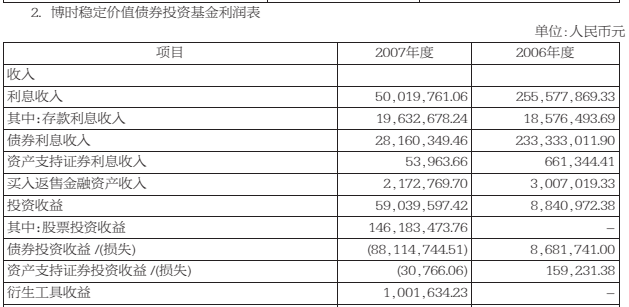 2. 博时稳定价值债券投资基金利润表
单位:人民币元
项目 2007年度 2006年度
收入
利息收入 50,019,761.06 255,577,869.33
其中:存款利息收入 19,632,678.24 18,576,493.69
债券利息收入 28,160,349.46 233,333,011.90
资产支持证券利息收入 53,963.66 661,344.41
买入返售金融资产收入 2,172,769.70 3,007,019.33
投资收益 59,039,597.42 8,840,972.38
其中:股票投资收益 146,183,473.76 –
债券投资收益/(损失) (88,114,744.51) 8,681,741.00
资产支持证券投资收益/(损失) (30,766.06) 159,231.38
衍生工具收益 1,001,634.23 –